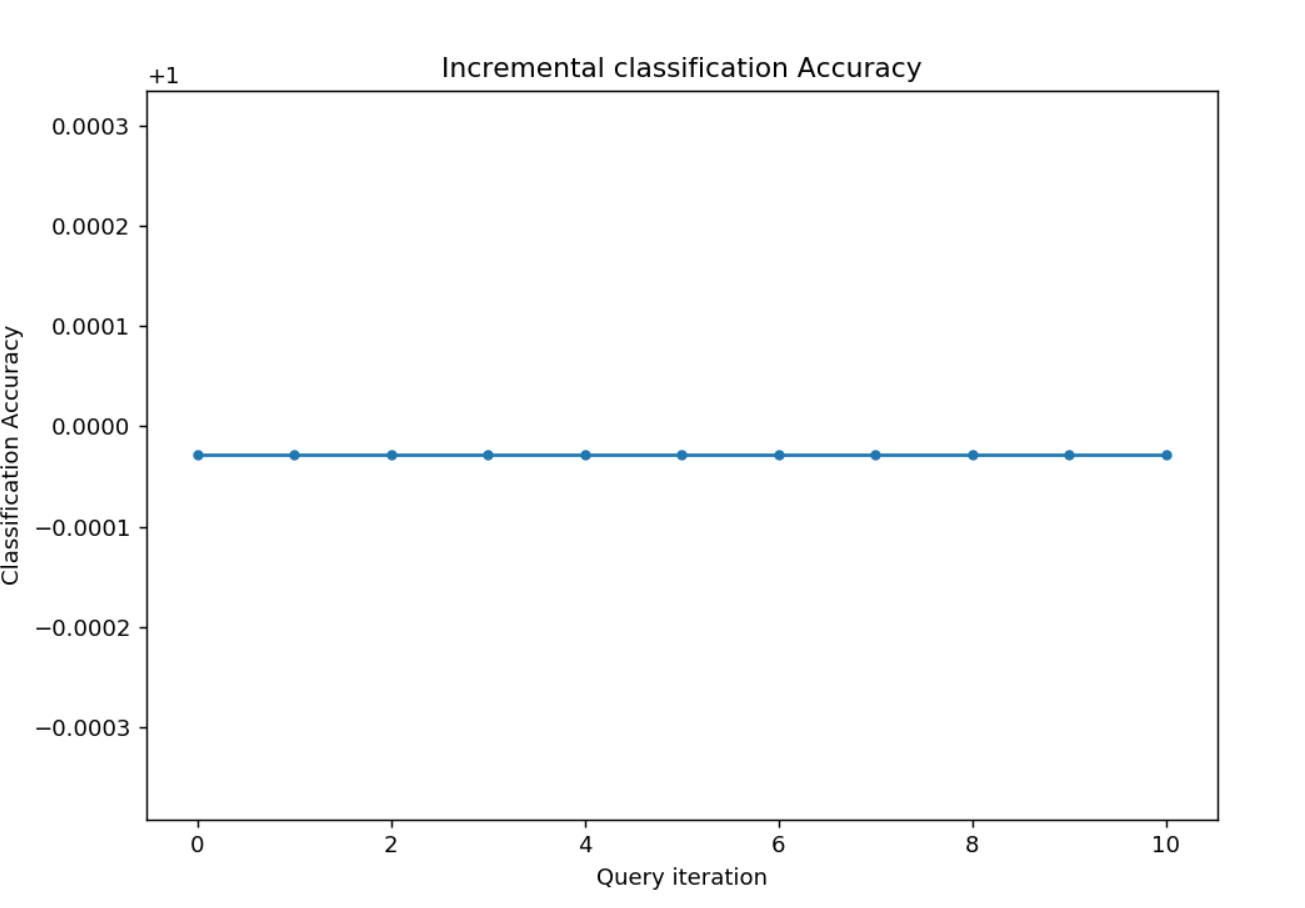 Incremental classification Accuracy
+1
0.0003
0.0002
0.0001
0.0000
−0.0001
−0.0002
−0.0003
Classification Accuracy
0 2 4 6 8 10
Query iteration